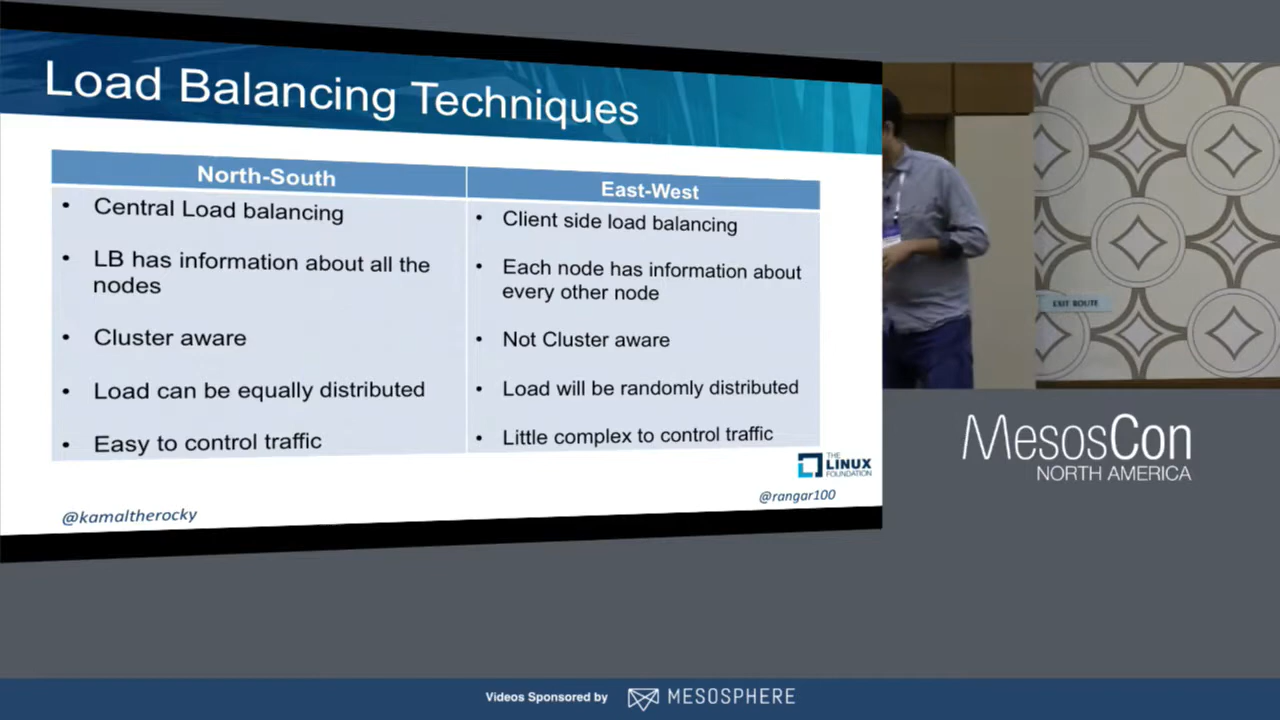 Load Balancing Techniques
North-South
• Central Load balancing
• LB has information about all the
nodes
• Cluster aware
• Load can be equally distributed
• Easy to control traffic
East-West
• Client side load balancing
• Each node has information about
every other node
• Not Cluster aware
• Load will be randomly distributed
• Little complex to control traffic
THE
LINUX
FOUNDATION
@kamaltherocky
@rangar100
EXIT ROUTE
MesosCon
NORTH AMERICA
Videos Sponsored by
MESOSPHERE